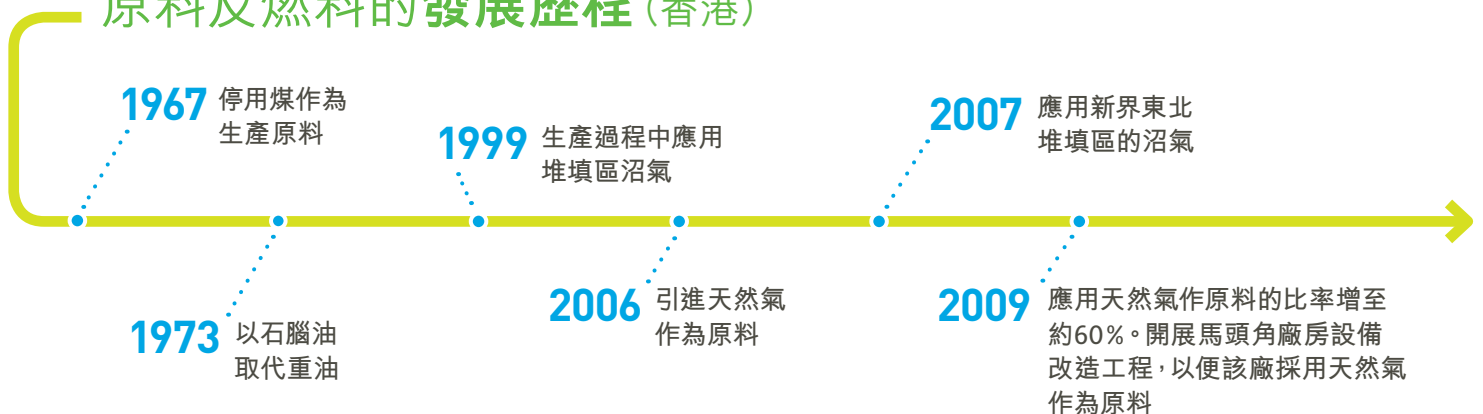 原料及燃料的發展歷程(香港)
1967 停用煤作為
生產原料
1973 以石腦油
取代重油
1999 生產過程中應用
堆填區沼氣
2006 引進天然氣
作為原料
2007 應用新界東北
堆填區的沼氣
2009 應用天然氣作原料的比率增至
約60%。開展馬頭角廠房設備
改造工程,以便該廠採用天然氣
作為原料